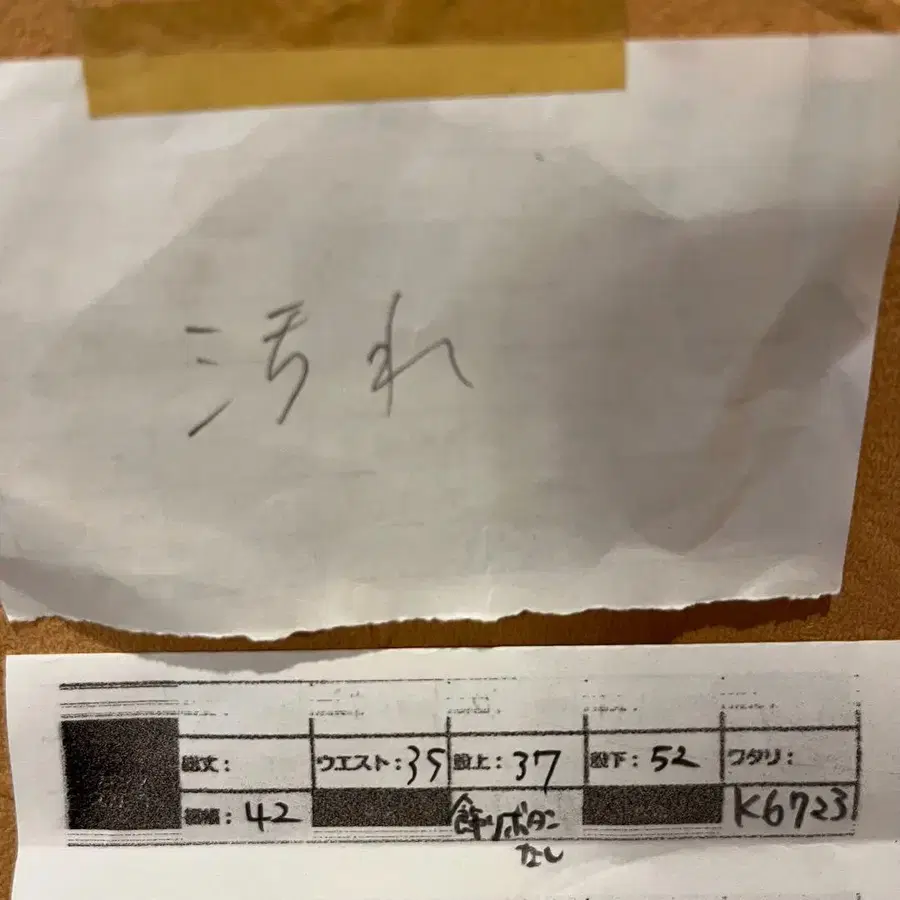 汚れ
総丈： ウエスト：35 股上：37 股下：52 ワタリ：
裾幅：42 飾りボタン K6723
なし